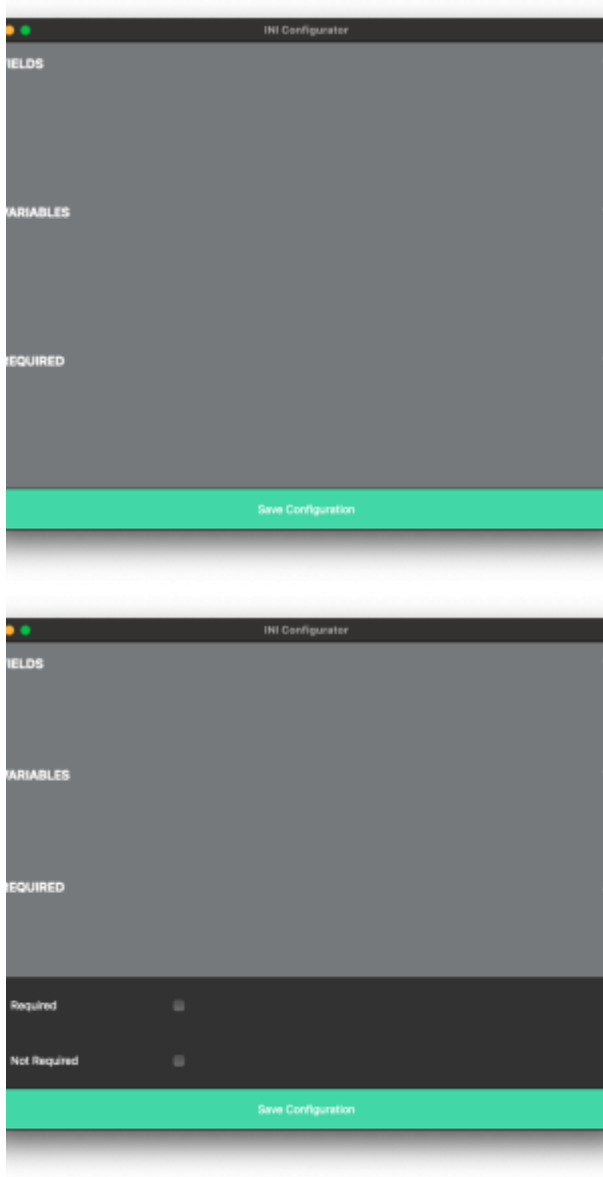 INI Configurator
IELDS
VARIABLES
REQUIRED
Save Configuration
INI Configurator
IELDS
VARIABLES
REQUIRED
Required
Not Required
Save Configuration